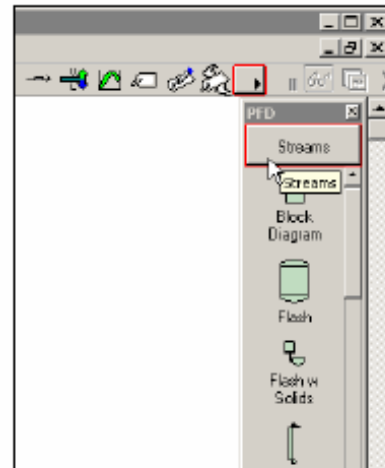 PFD
Streams
Streams
Block
Diagram
Flash
Flash w
Solids